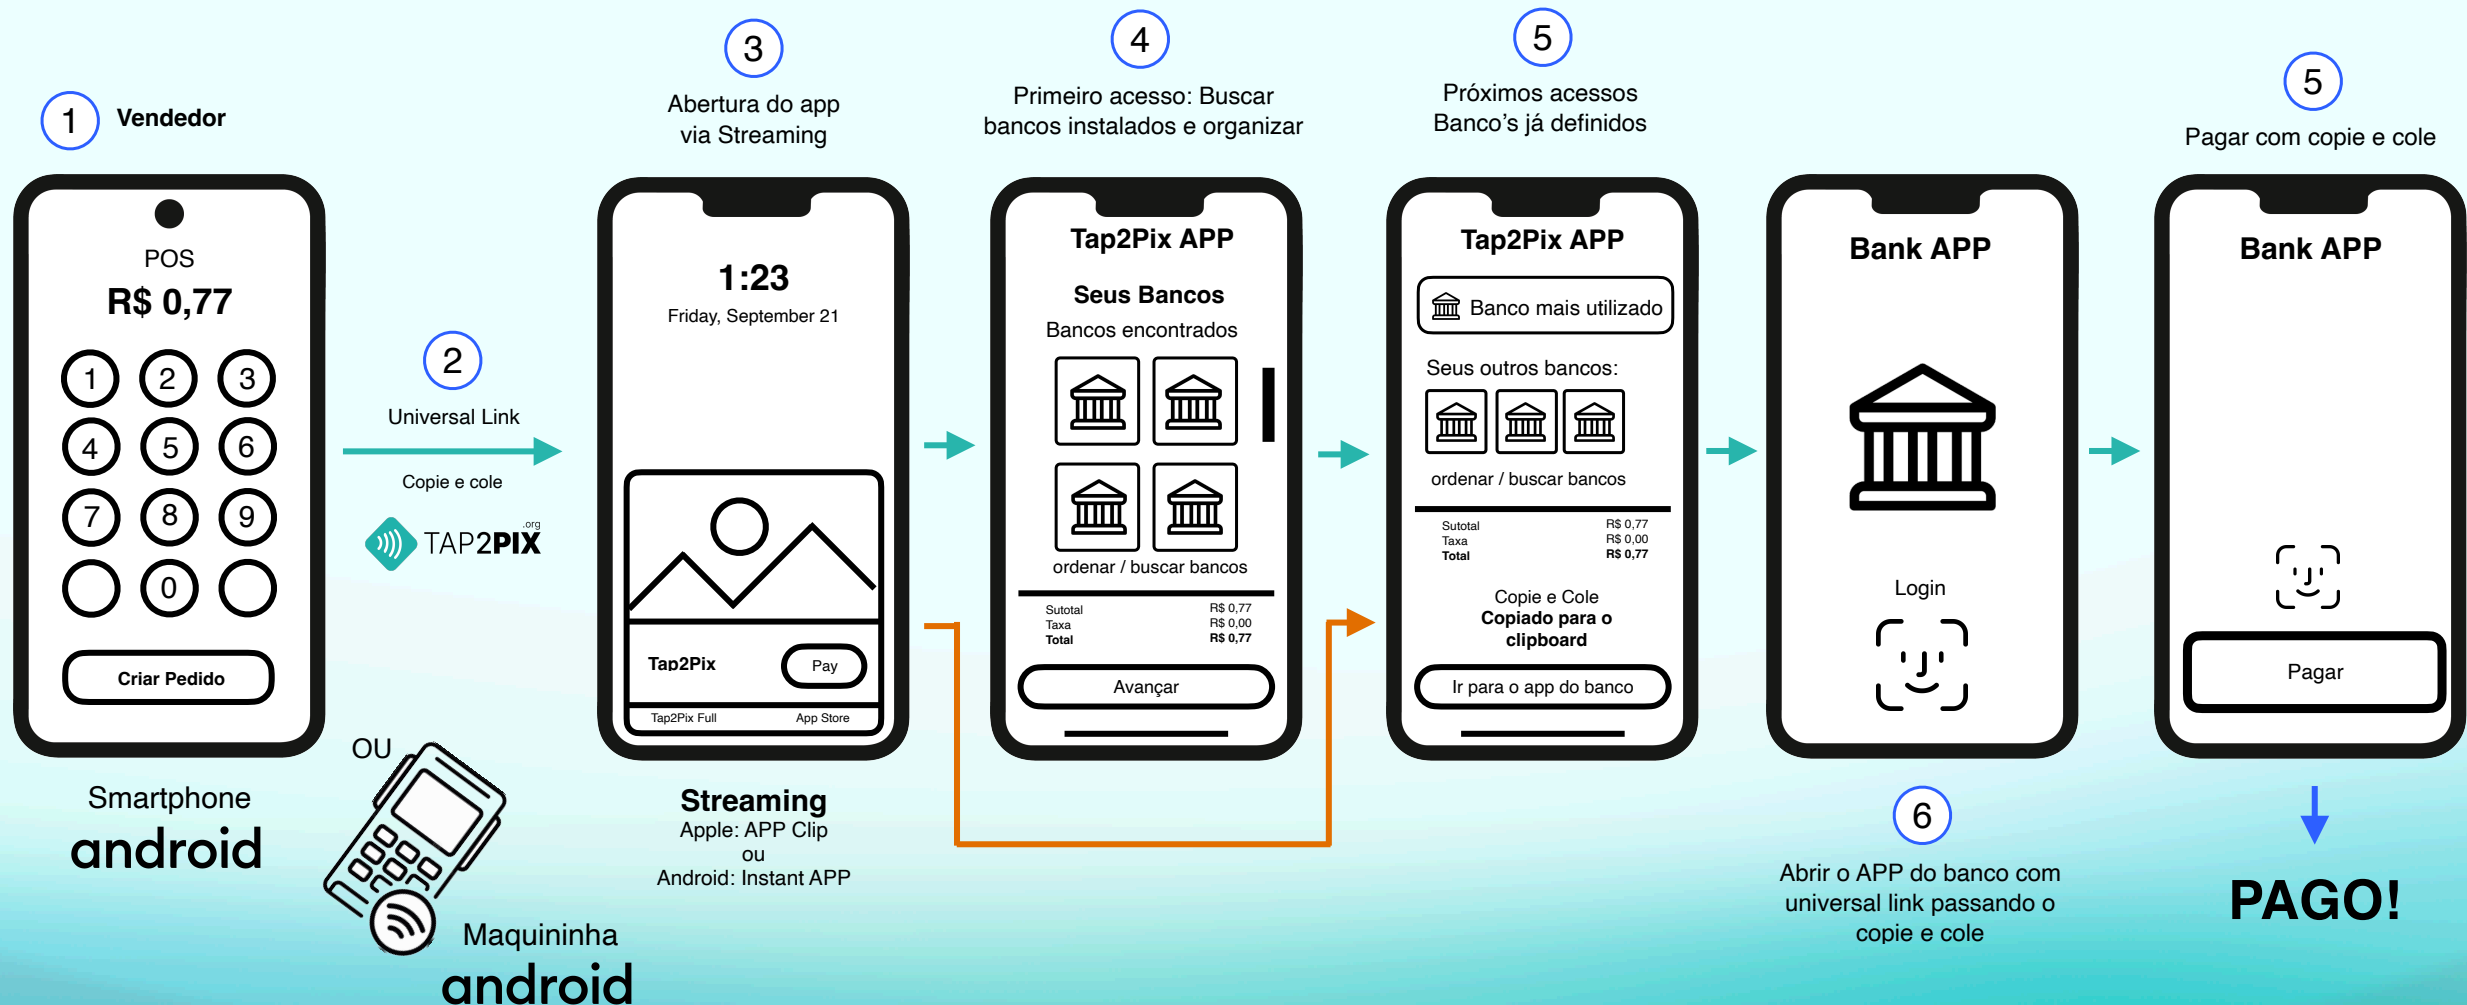 1
Vendedor
POS
R$ 0,77
1 2 3
4 5 6
7 8 9
0
Criar Pedido
Smartphone
android
OU
Maquininha
android
2
Universal Link
Copie e cole
TAP2PIX
.org
3
Abertura do app
via Streaming
1:23
Friday, September 21
Tap2Pix
Pay
Tap2Pix Full
App Store
Streaming
Apple: APP Clip
ou
Android: Instant APP
4
Primeiro acesso: Buscar
bancos instalados e organizar
Tap2Pix APP
Seus Bancos
Bancos encontrados
ordenar / buscar bancos
Sutotal R$ 0,77
Taxa R$ 0,00
Total R$ 0,77
Avançar
5
Próximos acessos
Banco's já definidos
Tap2Pix APP
Banco mais utilizado
Seus outros bancos:
ordenar / buscar bancos
Sutotal R$ 0,77
Taxa R$ 0,00
Total R$ 0,77
Copie e Cole
Copiado para o
clipboard
Ir para o app do banco
Bank APP
Login
6
Abrir o APP do banco com
universal link passando o
copie e cole
5
Pagar com copie e cole
Bank APP
Pagar
PAGO!